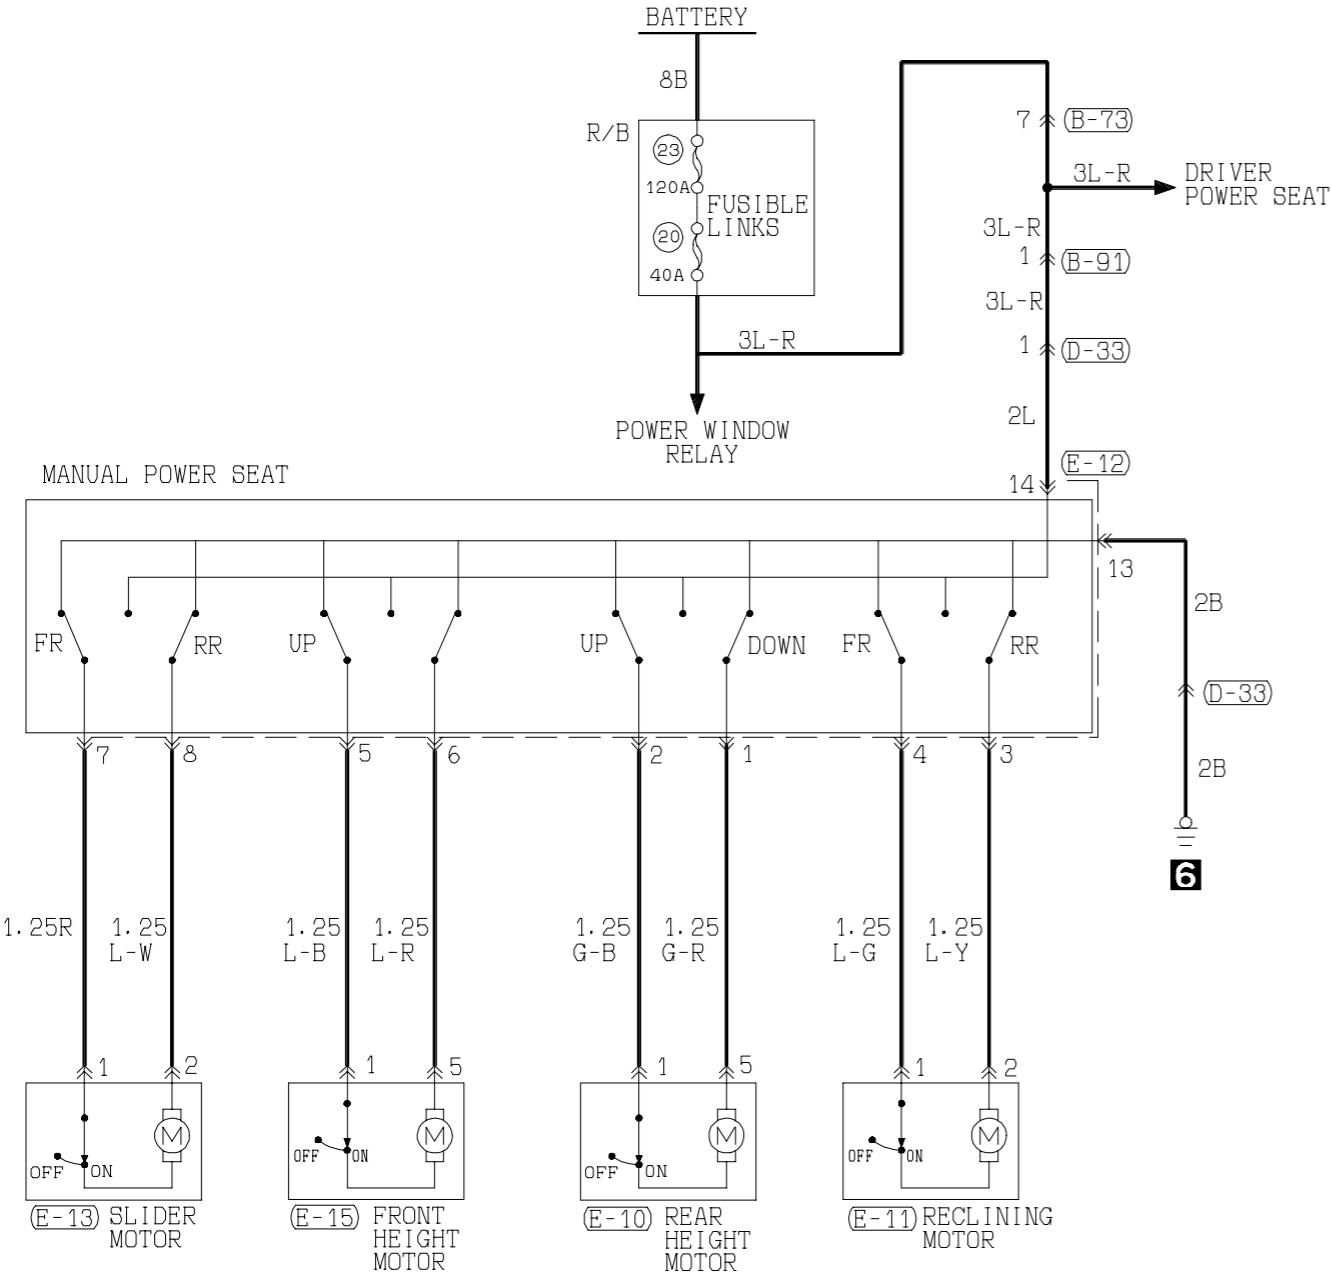 BATTERY
8B
R/B
23
120A
FUSIBLE
LINKS
20
40A
3L-R
POWER WINDOW
RELAY
7
B-73
3L-R
DRIVER
POWER SEAT
3L-R
1
B-91
3L-R
1
D-33
2L
E-12
14
13
2B
D-33
2B
6
MANUAL POWER SEAT
FR
RR
UP
UP
DOWN
FR
RR
7
8
5
6
2
1
4
3
1.25R
1.25
L-W
1.25
L-B
1.25
L-R
1.25
G-B
1.25
G-R
1.25
L-G
1.25
L-Y
1
2
1
5
1
5
1
2
M
OFF
ON
M
OFF
ON
M
OFF
ON
M
OFF
ON
E-13
SLIDER
MOTOR
E-15
FRONT
HEIGHT
MOTOR
E-10
REAR
HEIGHT
MOTOR
E-11
RECLINING
MOTOR